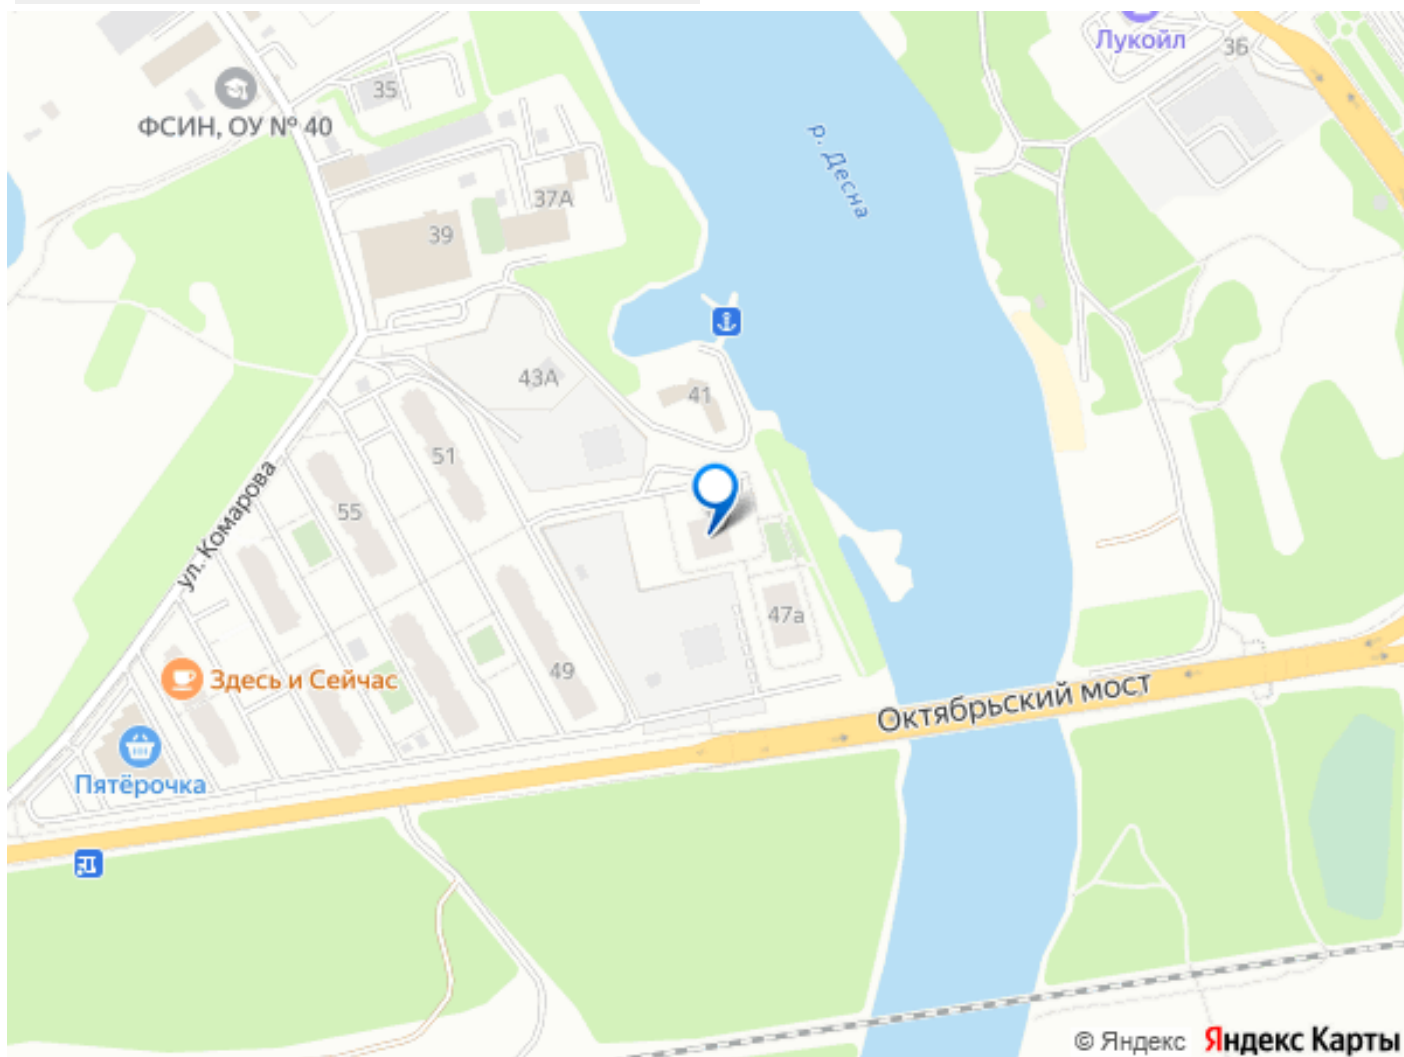 Лукойл
36
35
ФСИН, ОУ № 40
р. Десна
37А
39
43А
41
51
ул. Комарова
55
47а
49
Здесь и Сейчас
Октябрьский мост
Пятёрочка
© Яндекс Яндекс Карты